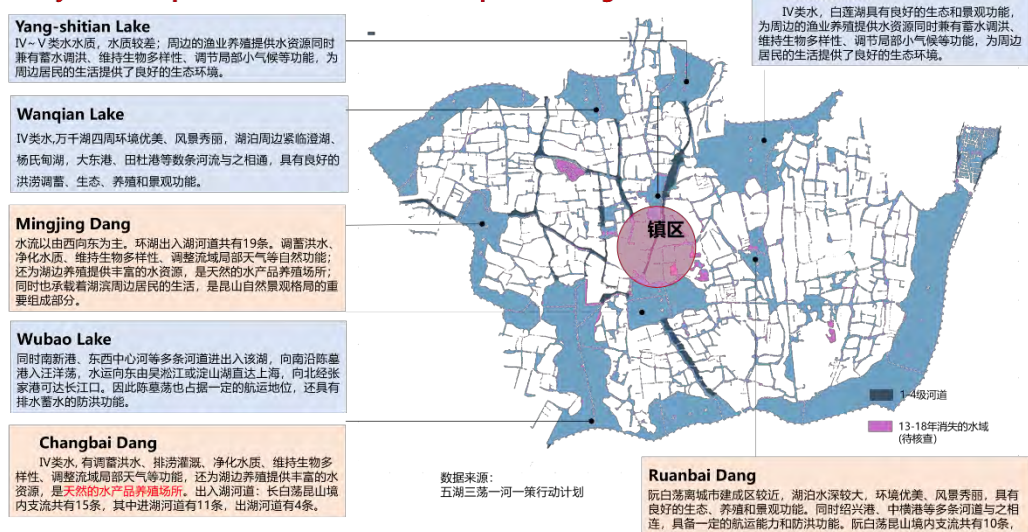 Yang-shitian Lake
IV~V类水水质，水质较差；周边的渔业养殖提供水资源同时
兼有蓄水调洪、维持生物多样性、调节局部小气候等功能，为
周边居民的生活提供了良好的生态环境。
IV类水，白莲湖具有良好的生态和景观功能，
为周边的渔业养殖提供水资源同时兼有蓄水调洪、
维持生物多样性、调节局部小气候等功能，为周边
居民的生活提供了良好的生态环境。
Wanqian Lake
IV类水,万千湖四周环境优美、风景秀丽，湖泊周边紧临澄湖、
杨氏甸湖，大东港、田杜港等数条河流与之相通，具有良好的
洪涝调蓄、生态、养殖和景观功能。
Mingjing Dang
水流以由西向东为主。环湖出入湖河道共有19条。调蓄洪水、
净化水质、维持生物多样性、调整流域局部天气等自然功能；
还为湖边养殖提供丰富的水资源，是天然的水产品养殖场所；
同时也承载着湖滨周边居民的生活，是昆山自然景观格局的重
要组成部分。
镇区
Wubao Lake
同时南新港、东西中心河等多条河道进出入该湖，向南沿陈墓
港入汪洋荡，水运向东由吴淞江或淀山湖直达上海，向北经张
家港可达长江口。因此陈墓荡也占据一定的航运地位，还具有
排水蓄水的防洪功能。
Changbai Dang
IV类水, 有调蓄洪水、排涝灌溉、净化水质、维持生物多
样性、调整流域局部天气等功能，还为湖边养殖提供丰富的水
资源，是天然的水产品养殖场所。出入湖河道：长白荡昆山境
内支流共有15条，其中进湖河道有11条，出湖河道有4条。
1-4级河道
13-18年消失的水域
(待核查)
数据来源：
五湖三荡一河一策行动计划
Ruanbai Dang
阮白荡离城市建成区较近，湖泊水深较大，环境优美、风景秀丽，具有
良好的生态、养殖和景观功能。同时绍兴港、中横港等多条河道与之相
连，具备一定的航运能力和防洪功能。阮白荡昆山境内支流共有10条，